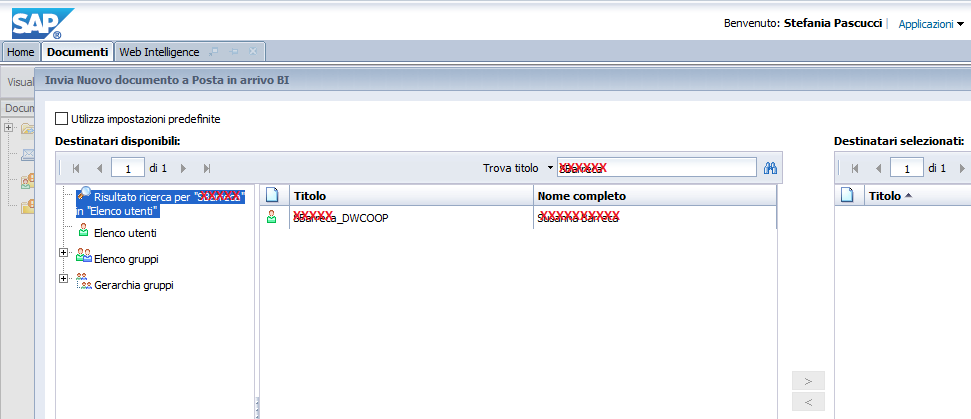 SAP
Benvenuto: Stefania Pascucci | Applicazioni
Home Documenti Web Intelligence
Visual
Invia Nuovo documento a Posta in arrivo BI
Docum
Utilizza impostazioni predefinite
Destinatari disponibili: Destinatari selezionati:
1 di 1 Trova titolo XXXXXX 1 di 1
Risultato ricerca per "XXXXX"
in "Elenco utenti"
Titolo Nome completo Titolo
XXXXX_DWCOOP XXXXXXXXXX
Elenco utenti
Elenco gruppi
Gerarchia gruppi
>
<